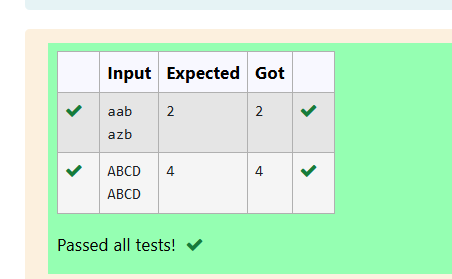 Input Expected Got
aab 2 2
azb
ABCD 4 4
ABCD
Passed all tests!